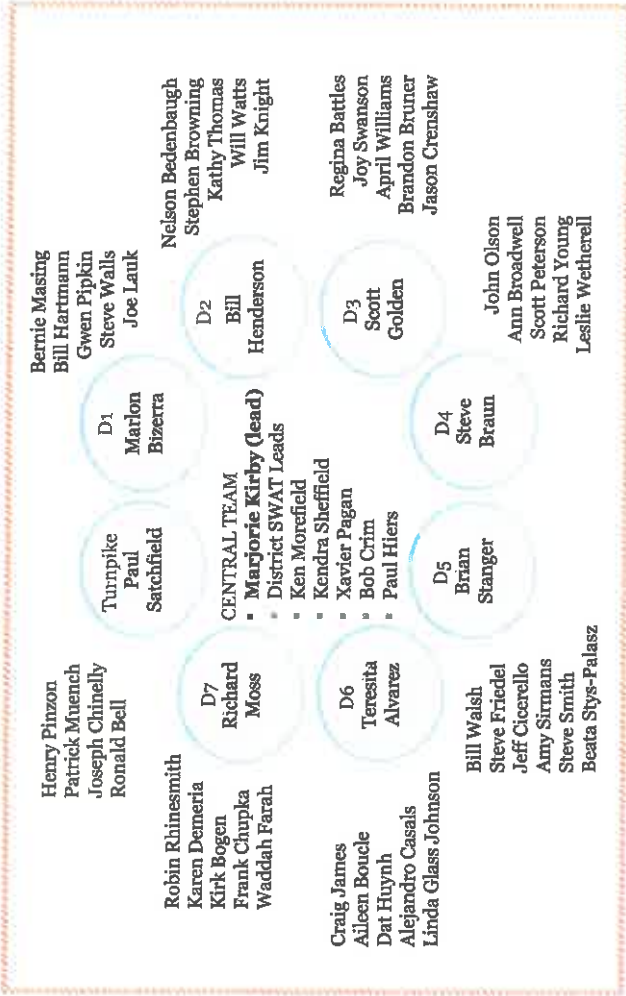 Henry Pinzon
Patrick Muench
Joseph Chinelly
Ronald Bell
Turnpike
Paul
Satchfield
D1
Marlon
Bizerra
Bernie Masing
Bill Hartmann
Gwen Pipkin
Steve Walls
Joe Lauk
Robin Rhinesmith
Karen Demeria
Kirk Bogen
Frank Chupka
Waddah Farah
D7
Richard
Moss
CENTRAL TEAM
▪ Marjorie Kirby (lead)
▪ District SWAT Leads
▪ Ken Morefield
▪ Kendra Sheffield
▪ Xavier Pagan
▪ Bob Crim
▪ Paul Hiers
D2
Bill
Henderson
Nelson Bedenbaugh
Stephen Browning
Kathy Thomas
Will Watts
Jim Knight
Craig James
Aileen Boucle
Dat Huynh
Alejandro Casals
Linda Glass Johnson
D6
Teresita
Alvarez
D3
Scott
Golden
Regina Battles
Joy Swanson
April Williams
Brandon Bruner
Jason Crenshaw
Bill Walsh
Steve Friedel
Jeff Cicerello
Amy Sirmans
Steve Smith
Beata Stys-Palasz
D5
Brian
Stanger
D4
Steve
Braun
John Olson
Ann Broadwell
Scott Peterson
Richard Young
Leslie Wetherell